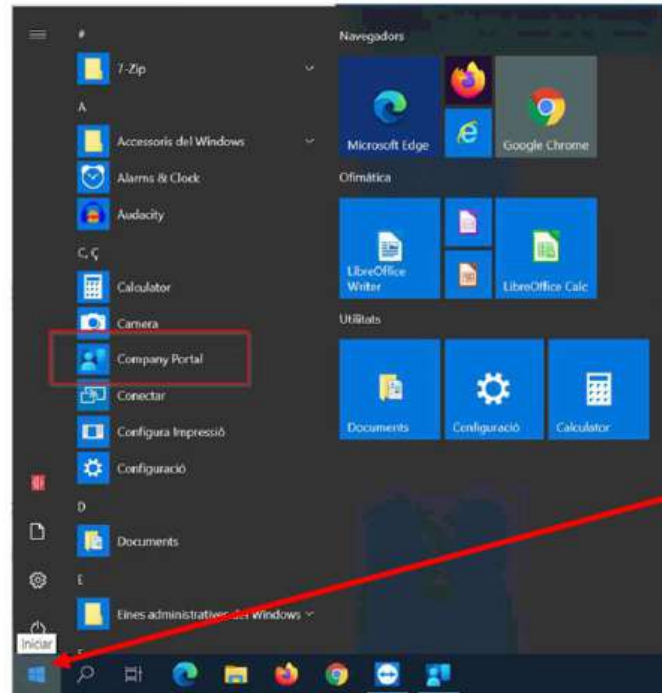 #
7-Zip
A
Accessoris del Windows
Alarms & Clock
Audacity
C, Ç
Calculator
Camera
Company Portal
Conectar
Configura Impressió
Configuració
D
Documents
E
Eines administratives del Windows
Iniciar
Navegadors
Microsoft Edge
Google Chrome
Ofimàtica
LibreOffice
Writer
LibreOffice Calc
Utilitats
Documents
Configuració
Calculator